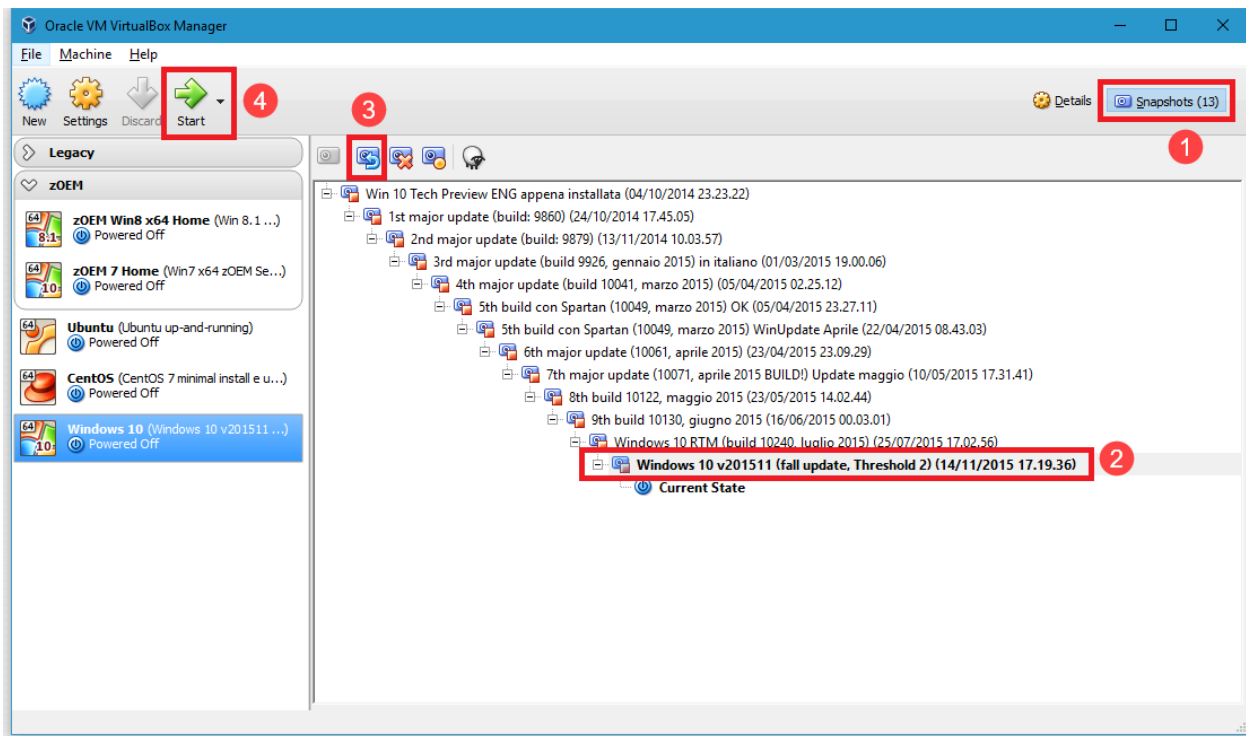 Oracle VM VirtualBox Manager
File Machine Help
New Settings Discard Start
4
3
Details
Snapshots (13)
1
Legacy
zOEM
64
8.1
zOEM Win8 x64 Home (Win 8.1 ...)
Powered Off
64
10
zOEM 7 Home (Win7 x64 zOEM Se...)
Powered Off
64
Ubuntu (Ubuntu up-and-running)
Powered Off
64
CentOS (CentOS 7 minimal install e u...)
Powered Off
64
10
Windows 10 (Windows 10 v201511 ...)
Powered Off
Win 10 Tech Preview ENG appena installata (04/10/2014 23.23.22)
1st major update (build: 9860) (24/10/2014 17.45.05)
2nd major update (build: 9879) (13/11/2014 10.03.57)
3rd major update (build 9926, gennaio 2015) in italiano (01/03/2015 19.00.06)
4th major update (build 10041, marzo 2015) (05/04/2015 02.25.12)
5th build con Spartan (10049, marzo 2015) OK (05/04/2015 23.27.11)
5th build con Spartan (10049, marzo 2015) WinUpdate Aprile (22/04/2015 08.43.03)
6th major update (10061, aprile 2015) (23/04/2015 23.09.29)
7th major update (10071, aprile 2015 BUILD!) Update maggio (10/05/2015 17.31.41)
8th build 10122, maggio 2015 (23/05/2015 14.02.44)
9th build 10130, giugno 2015 (16/06/2015 00.03.01)
Windows 10 RTM (build 10240, luglio 2015) (25/07/2015 17.02.56)
Windows 10 v201511 (fall update, Threshold 2) (14/11/2015 17.19.36)
2
Current State